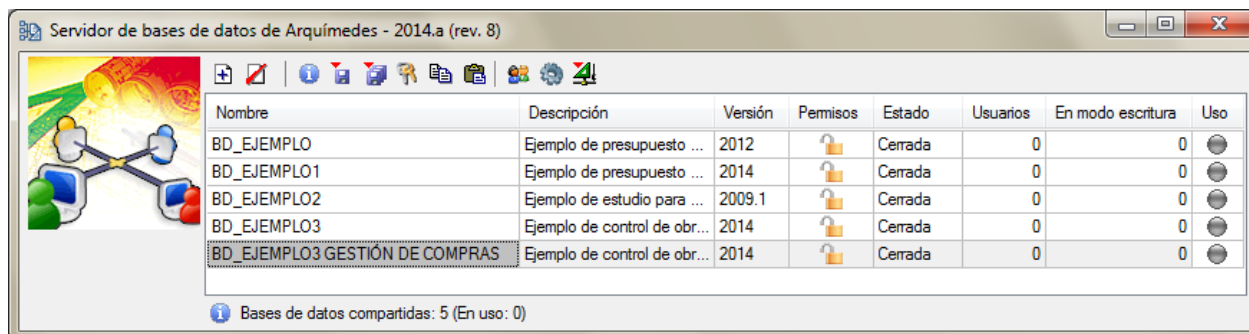 Servidor de bases de datos de Arquímedes - 2014.a (rev. 8)
Nombre Descripción Versión Permisos Estado Usuarios En modo escritura Uso
BD_EJEMPLO Ejemplo de presupuesto ... 2012 Cerrada 0 0
BD_EJEMPLO1 Ejemplo de presupuesto ... 2014 Cerrada 0 0
BD_EJEMPLO2 Ejemplo de estudio para ... 2009.1 Cerrada 0 0
BD_EJEMPLO3 Ejemplo de control de obr... 2014 Cerrada 0 0
BD_EJEMPLO3 GESTIÓN DE COMPRAS Ejemplo de control de obr... 2014 Cerrada 0 0
Bases de datos compartidas: 5 (En uso: 0)